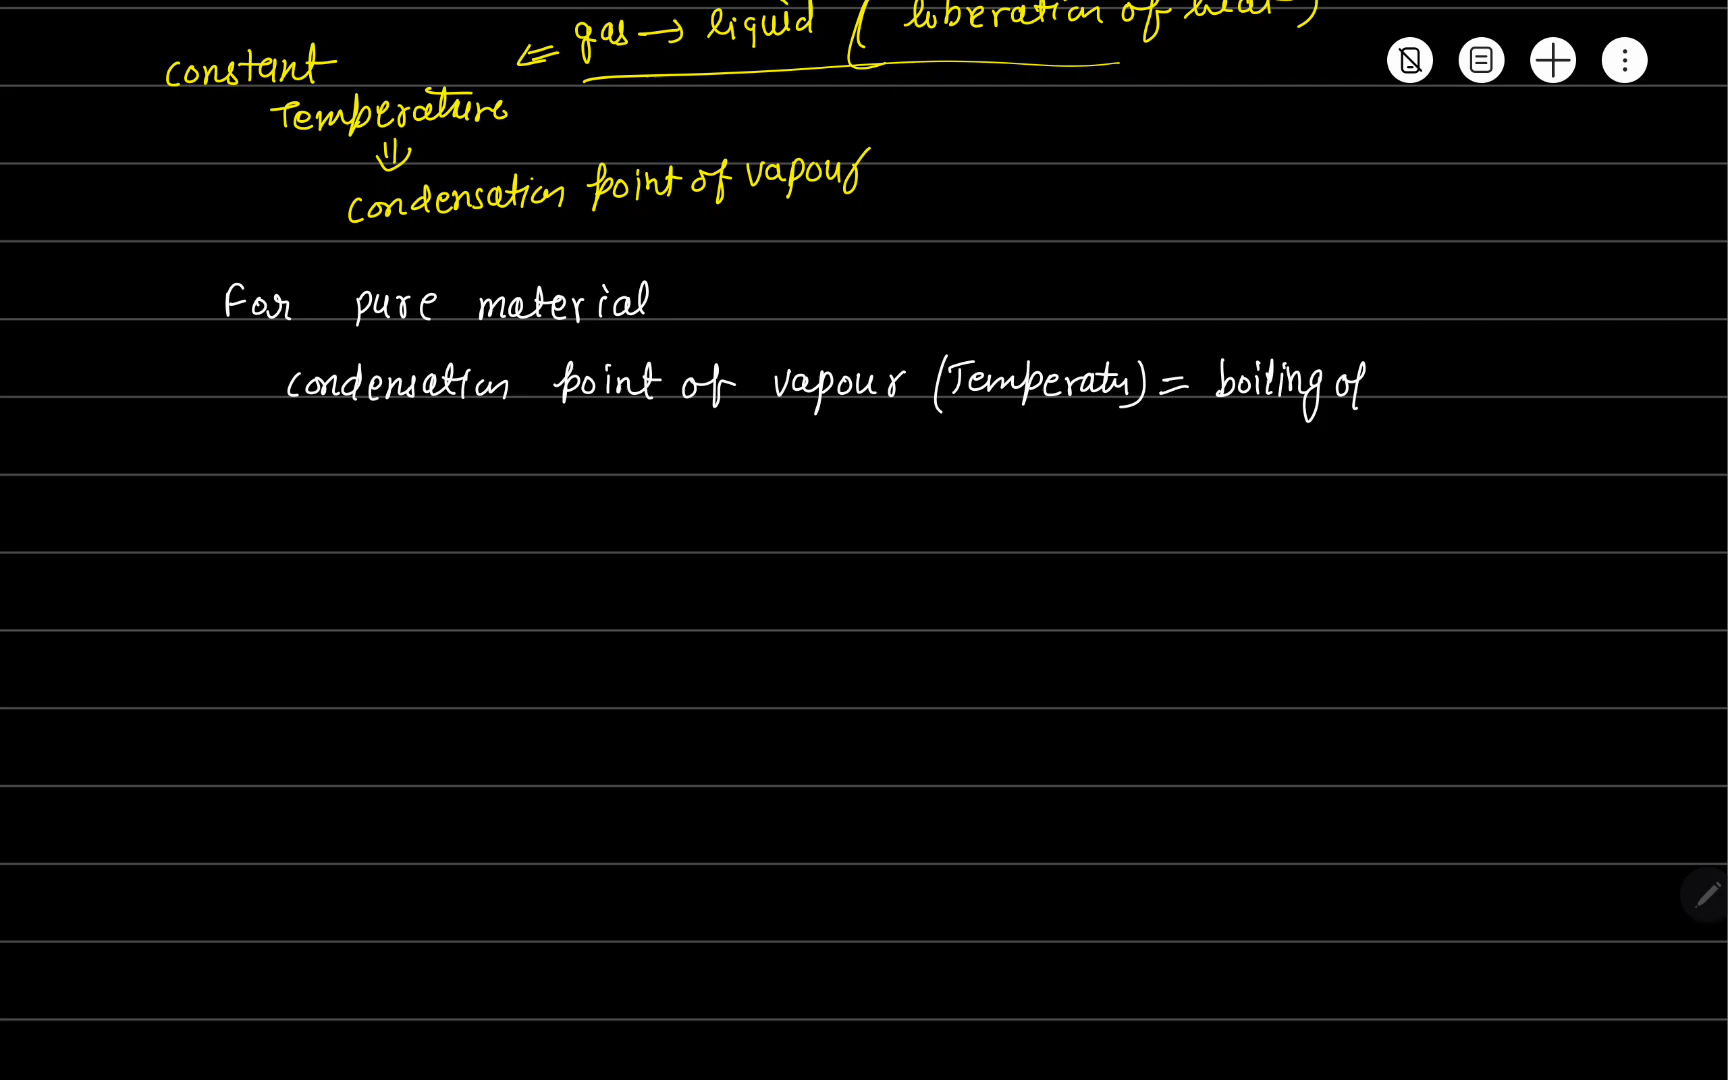 gas → liquid ( liberation of heat )
constant ⇐
Temperature
⇓
condensation point of vapour
For pure material
condensation point of vapour (Temperatu) = boiling of